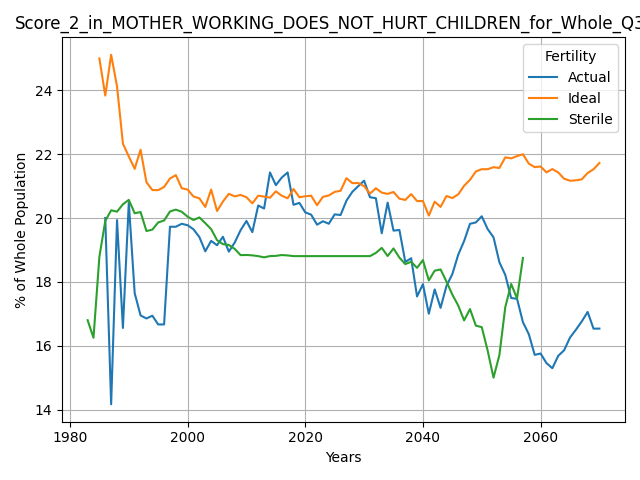 Score_2_in_MOTHER_WORKING_DOES_NOT_HURT_CHILDREN_for_Whole_Q3
Fertility
Actual
Ideal
Sterile
% of Whole Population
24
22
20
18
16
14
1980 2000 2020 2040 2060
Years